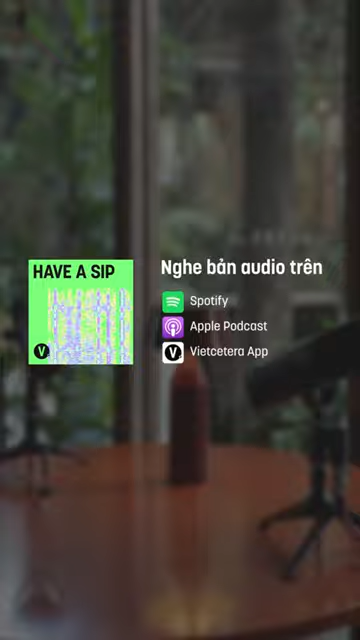 HAVE A SIP
V
Nghe bản audio trên
Spotify
Apple Podcast
V
Vietcetera App